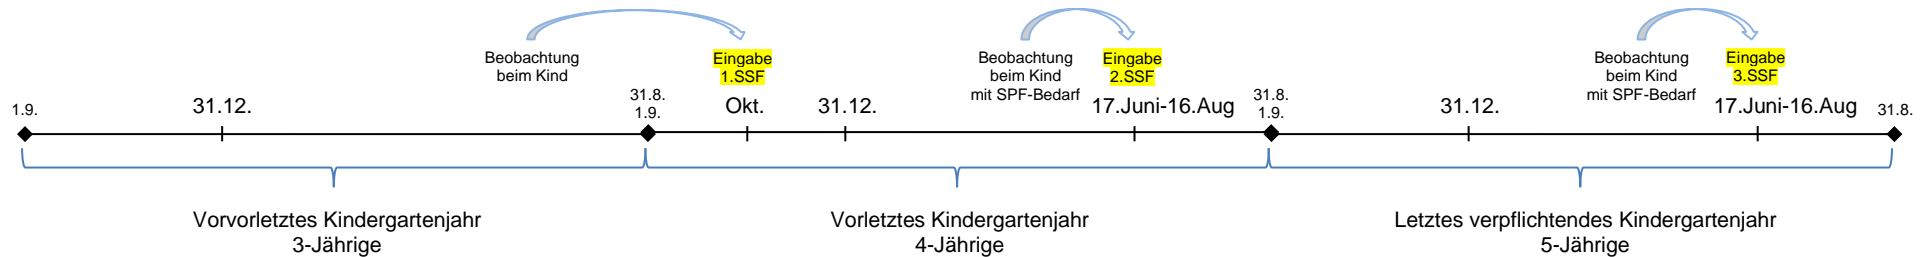 Beobachtung
beim Kind
Eingabe
1.SSF
Beobachtung
beim Kind
mit SPF-Bedarf
Eingabe
2.SSF
Beobachtung
beim Kind
mit SPF-Bedarf
Eingabe
3.SSF
1.9.
31.12.
31.8.
1.9.
Okt.
31.12.
17.Juni-16.Aug
31.8.
1.9.
31.12.
17.Juni-16.Aug
31.8.
Vorvorletztes Kindergartenjahr
3-Jährige
Vorletztes Kindergartenjahr
4-Jährige
Letztes verpflichtendes Kindergartenjahr
5-Jährige